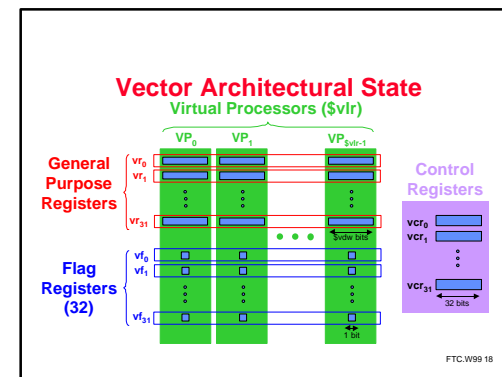 Vector Architectural State
Virtual Processors ($vlr)
VP0 VP1 VP$vlr-1
General
Purpose
Registers
vr0
vr1
vr31
$vdw bits
Flag
Registers
(32)
vf0
vf1
vf31
1 bit
Control
Registers
vcr0
vcr1
vcr31
32 bits
FTC.W99 18